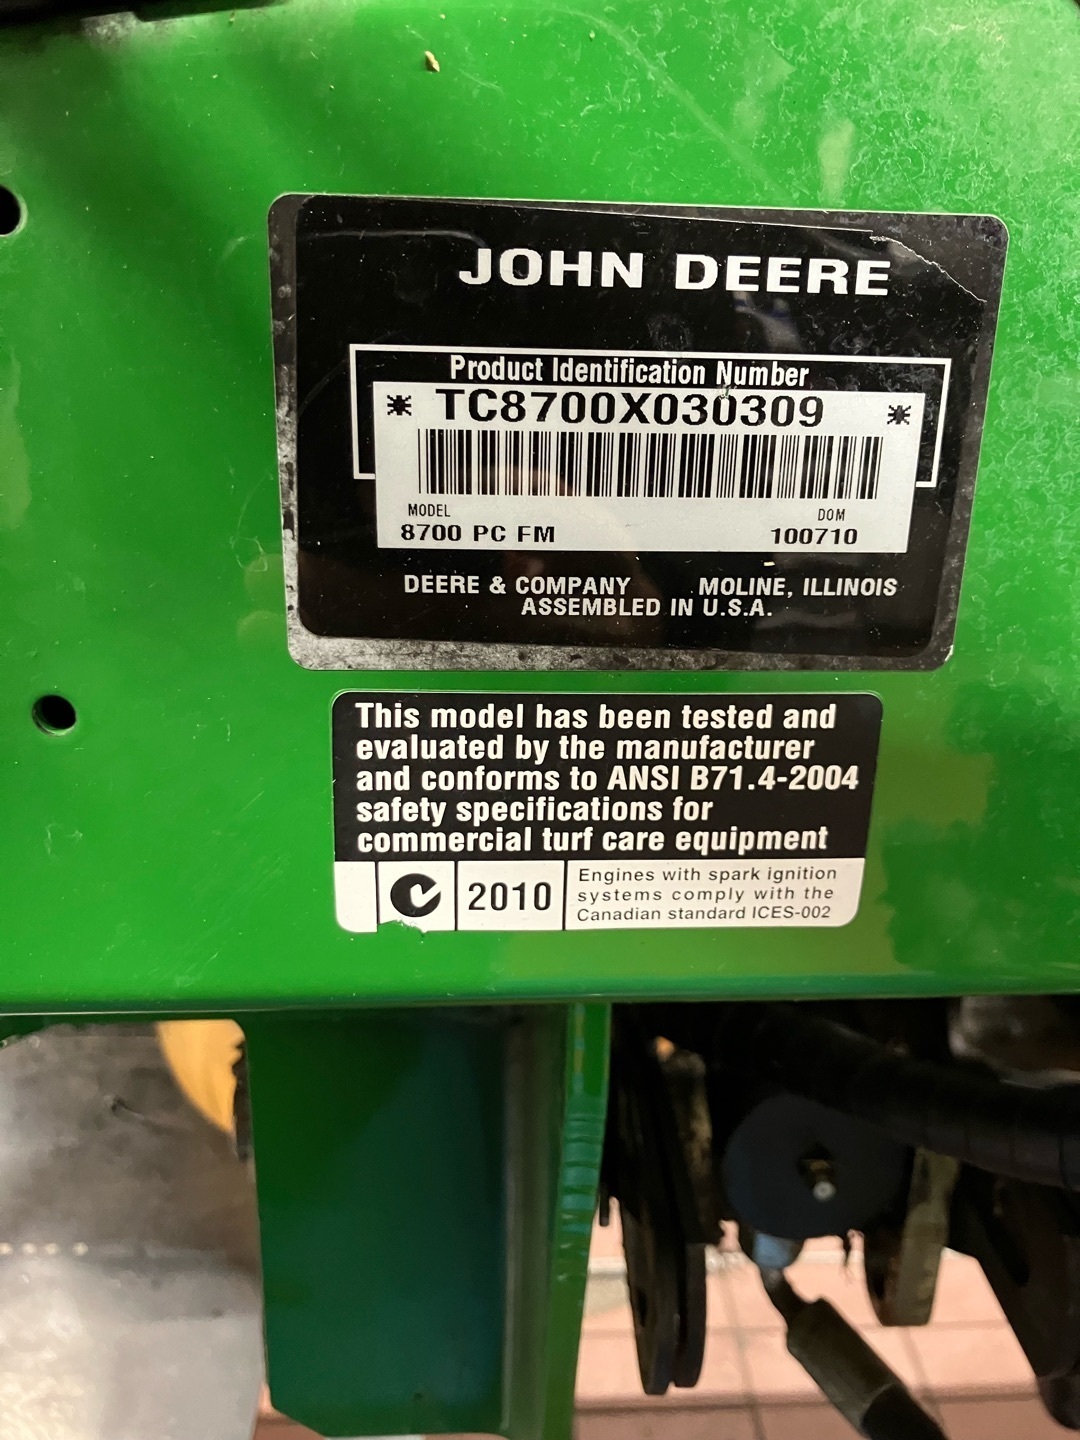 JOHN DEERE
Product Identification Number
* TC8700X030309 *
MODEL DOM
8700 PC FM 100710
DEERE & COMPANY MOLINE, ILLINOIS
ASSEMBLED IN U.S.A.
This model has been tested and
evaluated by the manufacturer
and conforms to ANSI B71.4-2004
safety specifications for
commercial turf care equipment
2010
Engines with spark ignition
systems comply with the
Canadian standard ICES-002